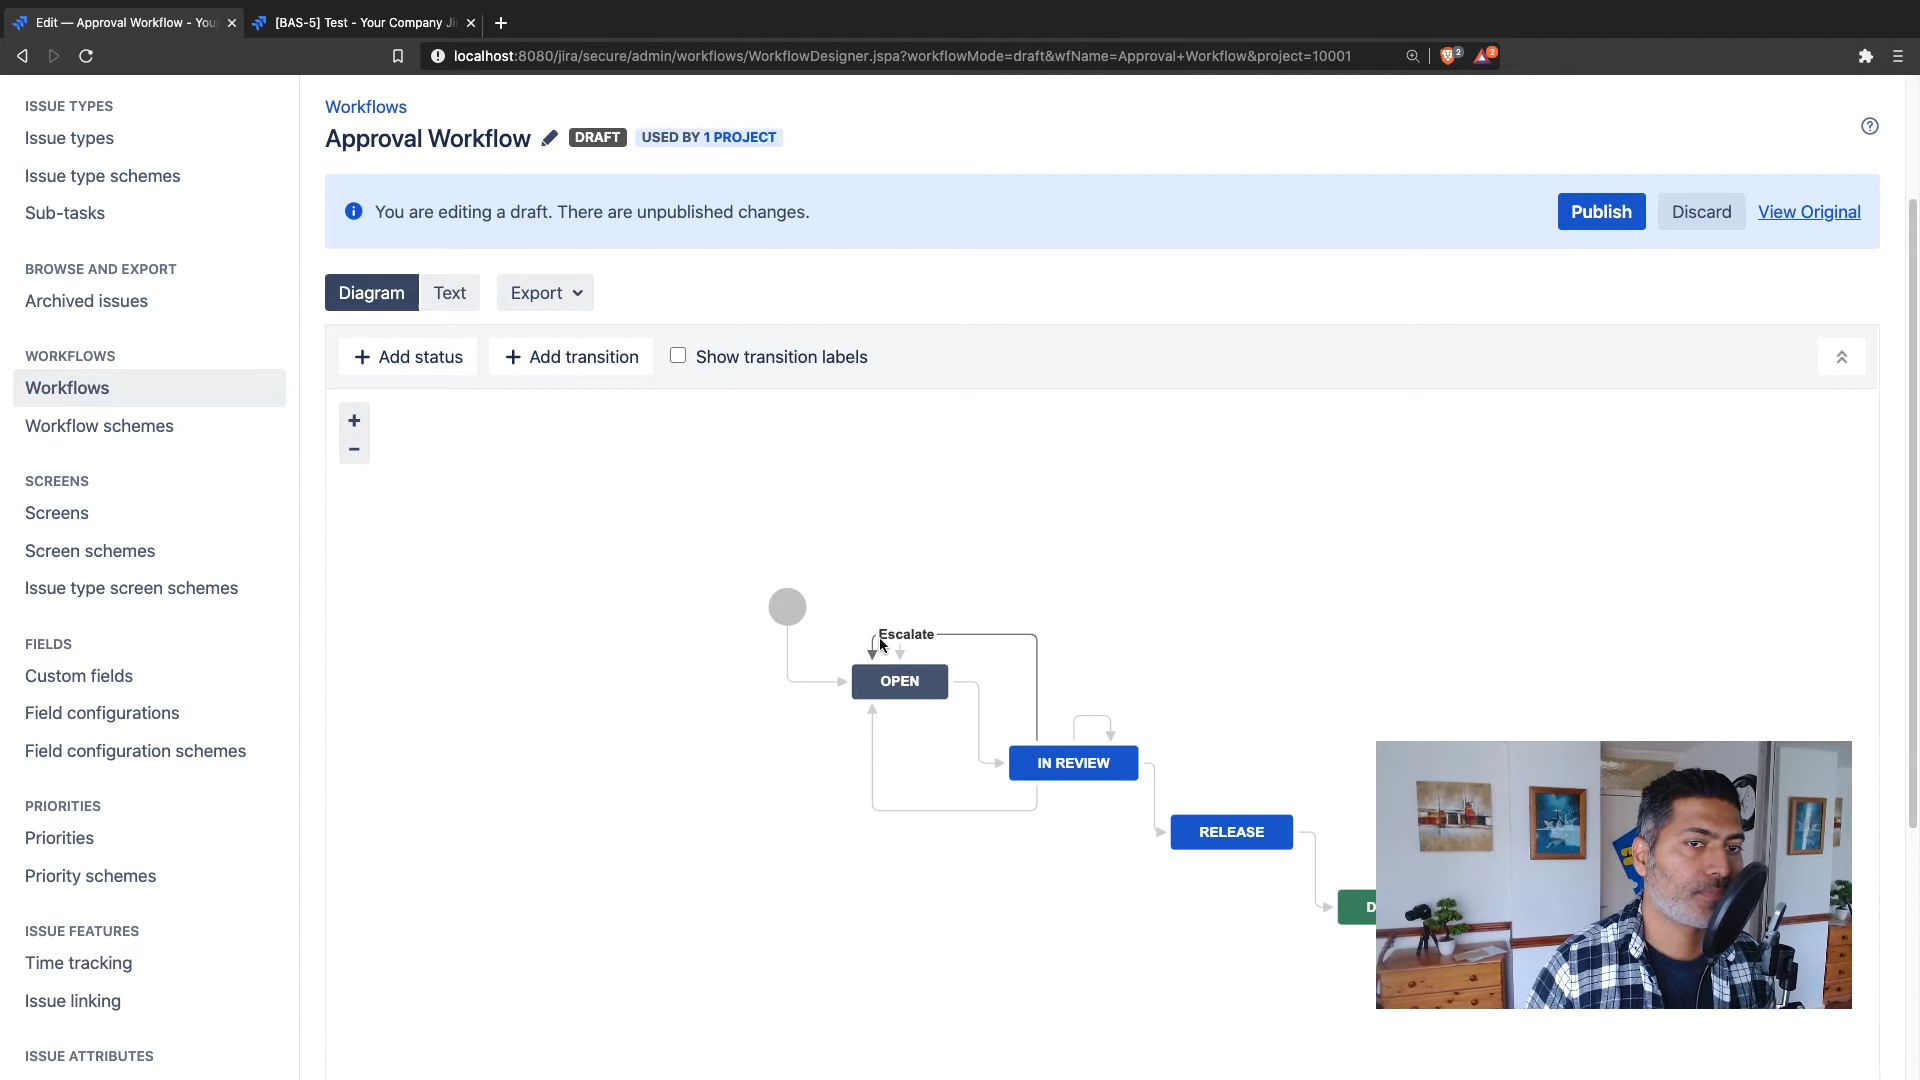 Edit — Approval Workflow - You
[BAS-5] Test - Your Company Ji
localhost:8080/jira/secure/admin/workflows/WorkflowDesigner.jspa?workflowMode=draft&wfName=Approval+Workflow&project=10001
2
2
ISSUE TYPES
Issue types
Issue type schemes
Sub-tasks
BROWSE AND EXPORT
Archived issues
WORKFLOWS
Workflows
Workflow schemes
SCREENS
Screens
Screen schemes
Issue type screen schemes
FIELDS
Custom fields
Field configurations
Field configuration schemes
PRIORITIES
Priorities
Priority schemes
ISSUE FEATURES
Time tracking
Issue linking
ISSUE ATTRIBUTES
Workflows
Approval Workflow DRAFT USED BY 1 PROJECT
You are editing a draft. There are unpublished changes.
Publish Discard View Original
Diagram Text Export
+ Add status + Add transition Show transition labels
+
−
Escalate
OPEN
IN REVIEW
RELEASE
D